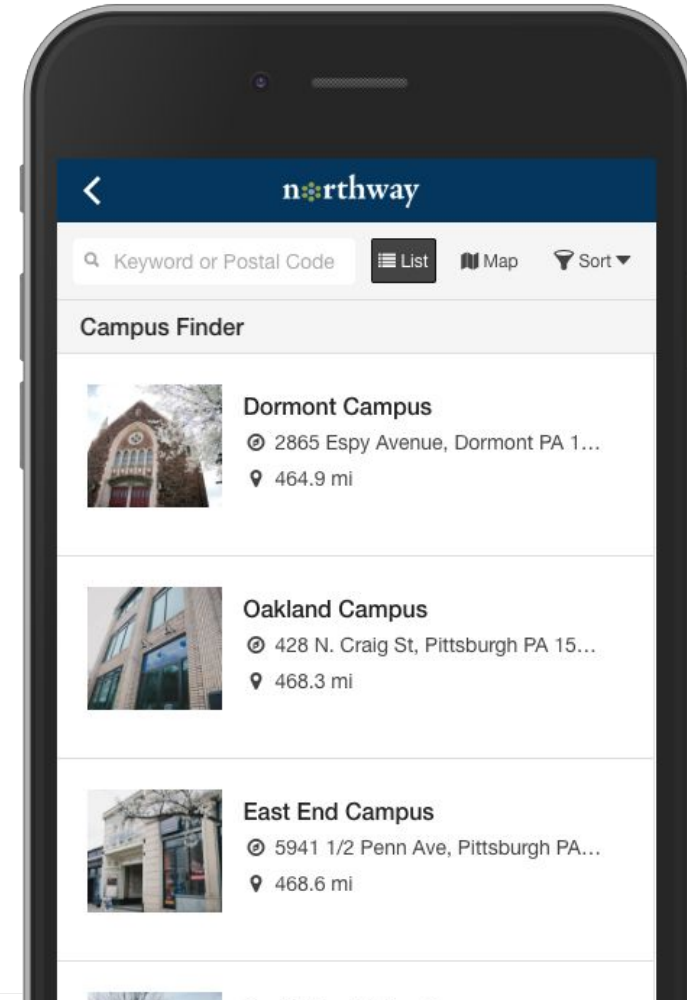 northway
Keyword or Postal Code
List
Map
Sort
Campus Finder
Dormont Campus
2865 Espy Avenue, Dormont PA 1...
464.9 mi
Oakland Campus
428 N. Craig St, Pittsburgh PA 15...
468.3 mi
East End Campus
5941 1/2 Penn Ave, Pittsburgh PA...
468.6 mi